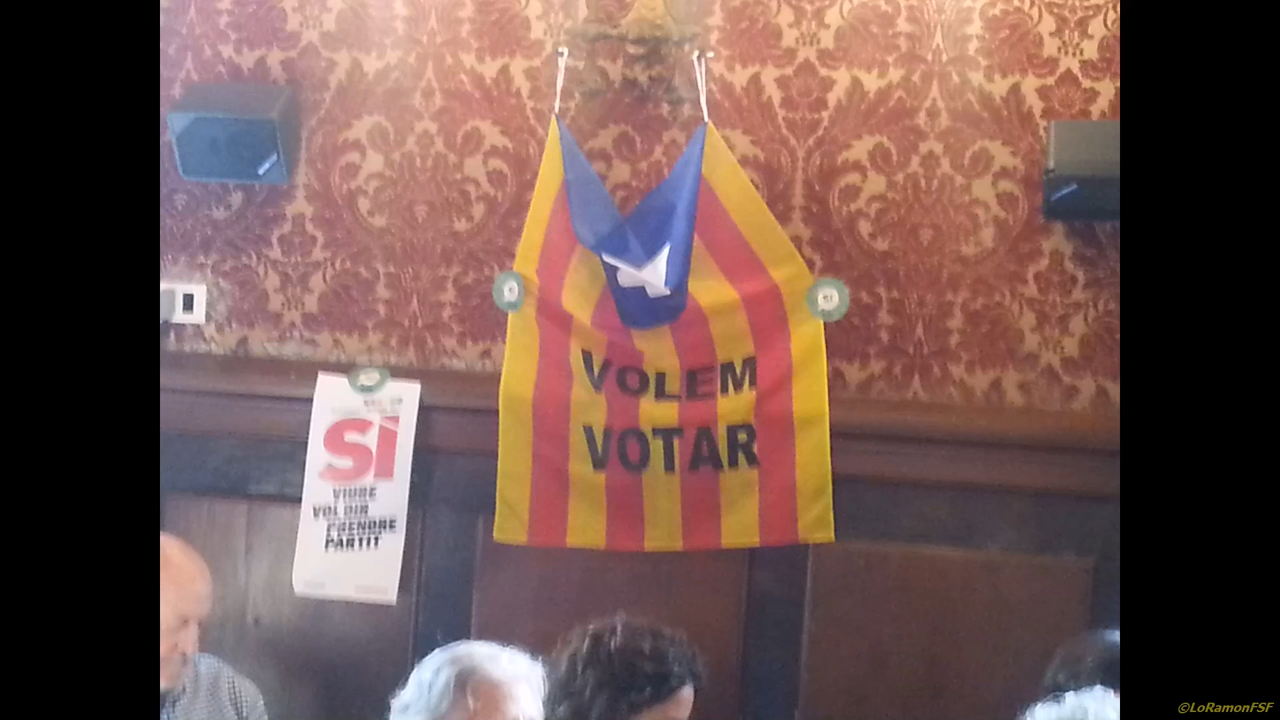 VOLEM
VOTAR
SÍ
VIURE
VOL DIR
PRENDRE
PARTIT
©LoRamonFSF